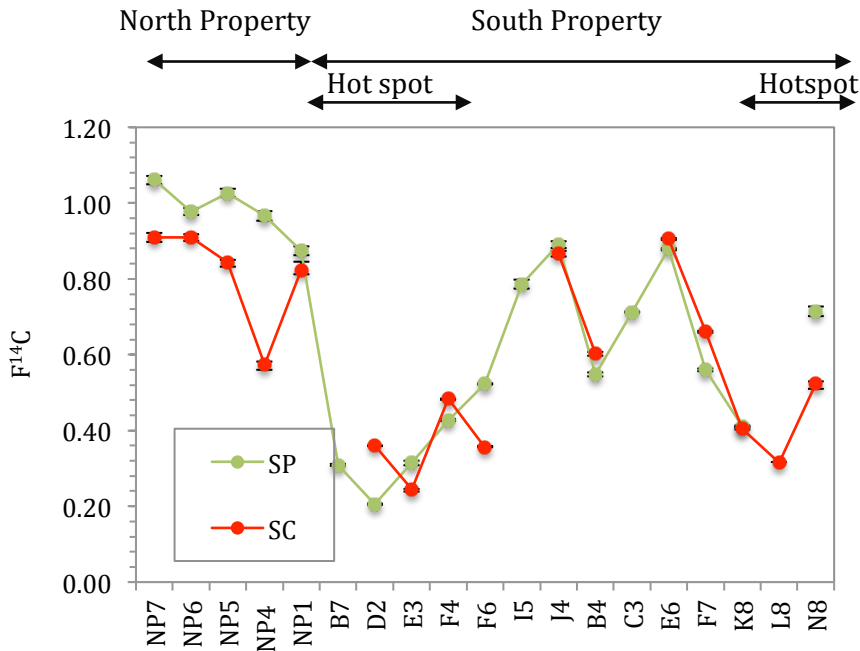 North Property South Property
Hot spot Hotspot
1.20
1.00
0.80
0.60
0.40
0.20
0.00
F¹⁴C
SP
SC
NP7 NP6 NP5 NP4 NP1 B7 D2 E3 F4 F6 I5 J4 B4 C3 E6 F7 K8 L8 N8